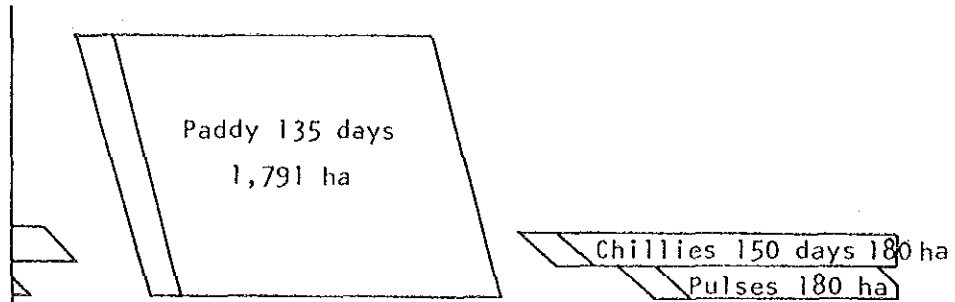 Paddy 135 days
1,791 ha
Chillies 150 days 180 ha
Pulses 180 ha